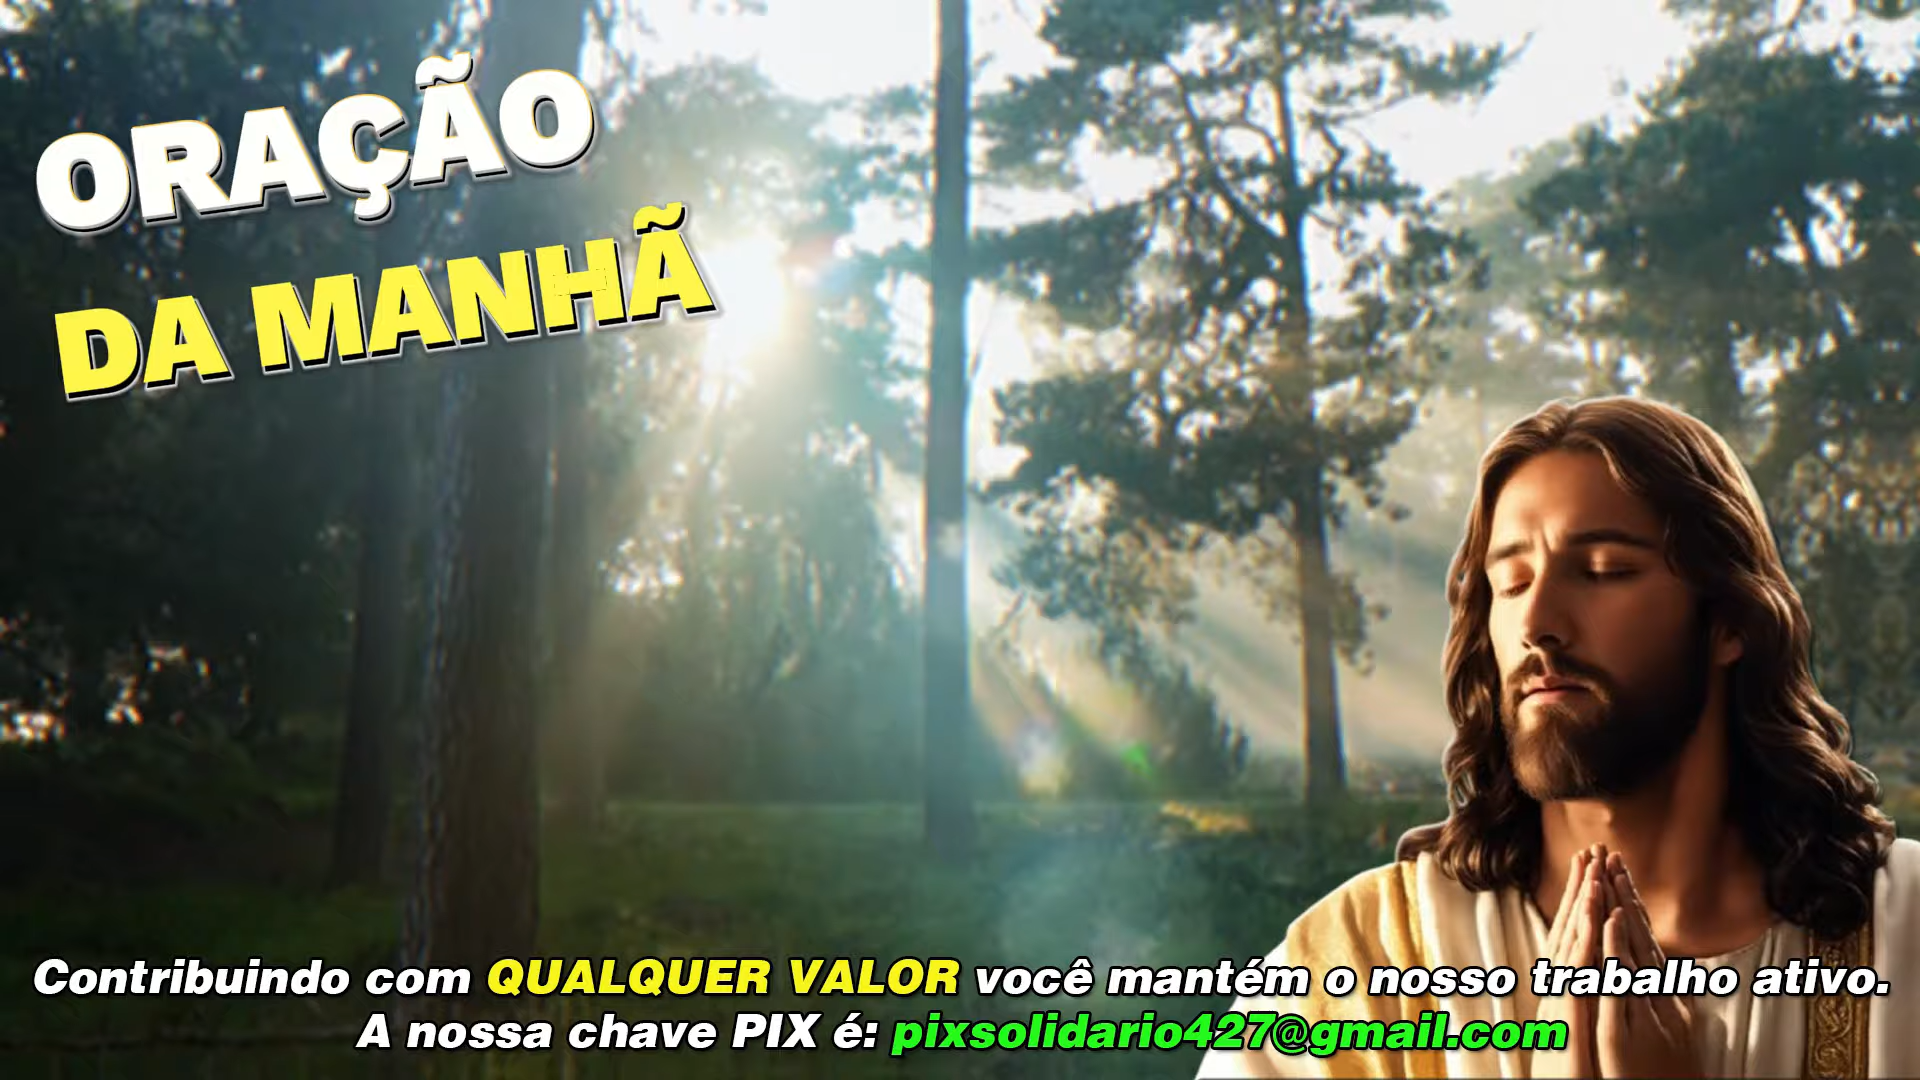 ORAÇÃO
DA MANHÃ
Contribuindo com QUALQUER VALOR você mantém o nosso trabalho ativo.
A nossa chave PIX é: pixsolidario427@gmail.com